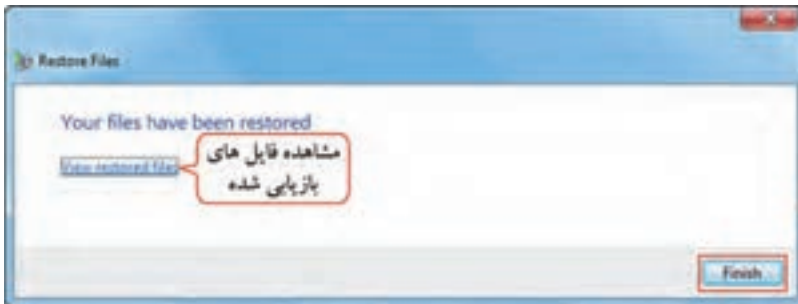 Restore Files
Your files have been restored
View restored files
مشاهده فایل های
بازیابی شده
Finish